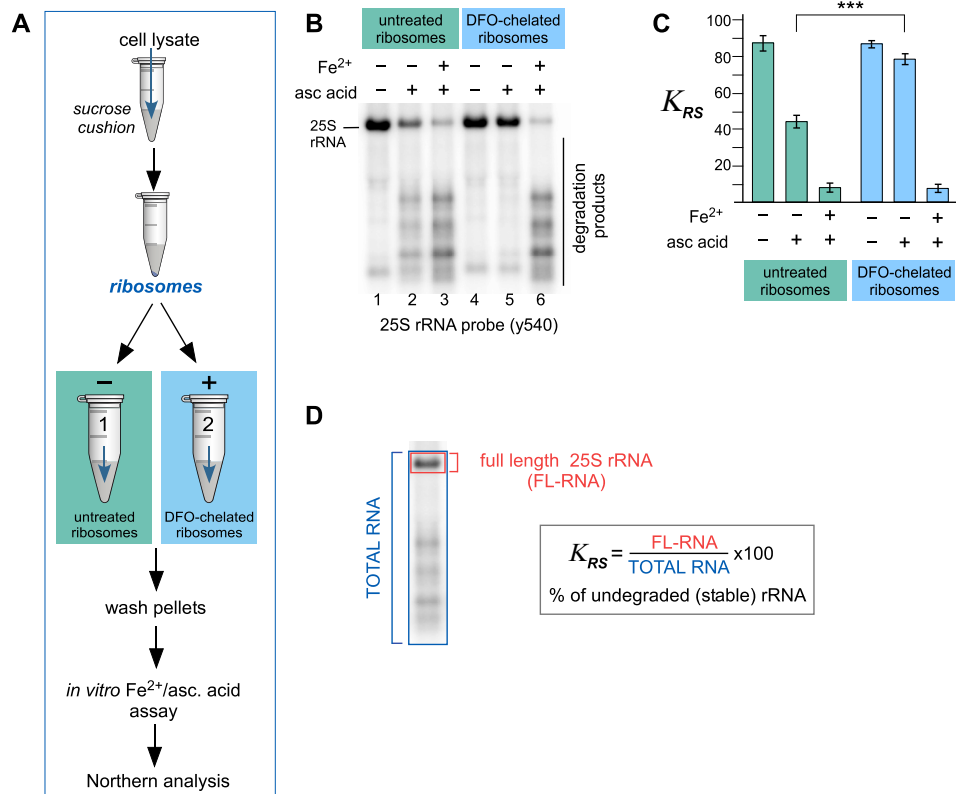 A
cell lysate
sucrose
cushion
ribosomes
−
+
1
2
untreated
ribosomes
DFO-chelated
ribosomes
wash pellets
in vitro Fe²⁺/asc. acid
assay
Northern analysis
B
untreated
ribosomes
DFO-chelated
ribosomes
Fe²⁺ − − + − − +
asc acid − + + − + +
25S
rRNA
degradation
products
1 2 3 4 5 6
25S rRNA probe (y540)
C
***
100
80
60
40
20
K_RS
Fe²⁺ − − + − − +
asc acid − + + − + +
untreated
ribosomes
DFO-chelated
ribosomes
D
TOTAL RNA
full length 25S rRNA
(FL-RNA)
K_RS = FL-RNA / TOTAL RNA x100
% of undegraded (stable) rRNA